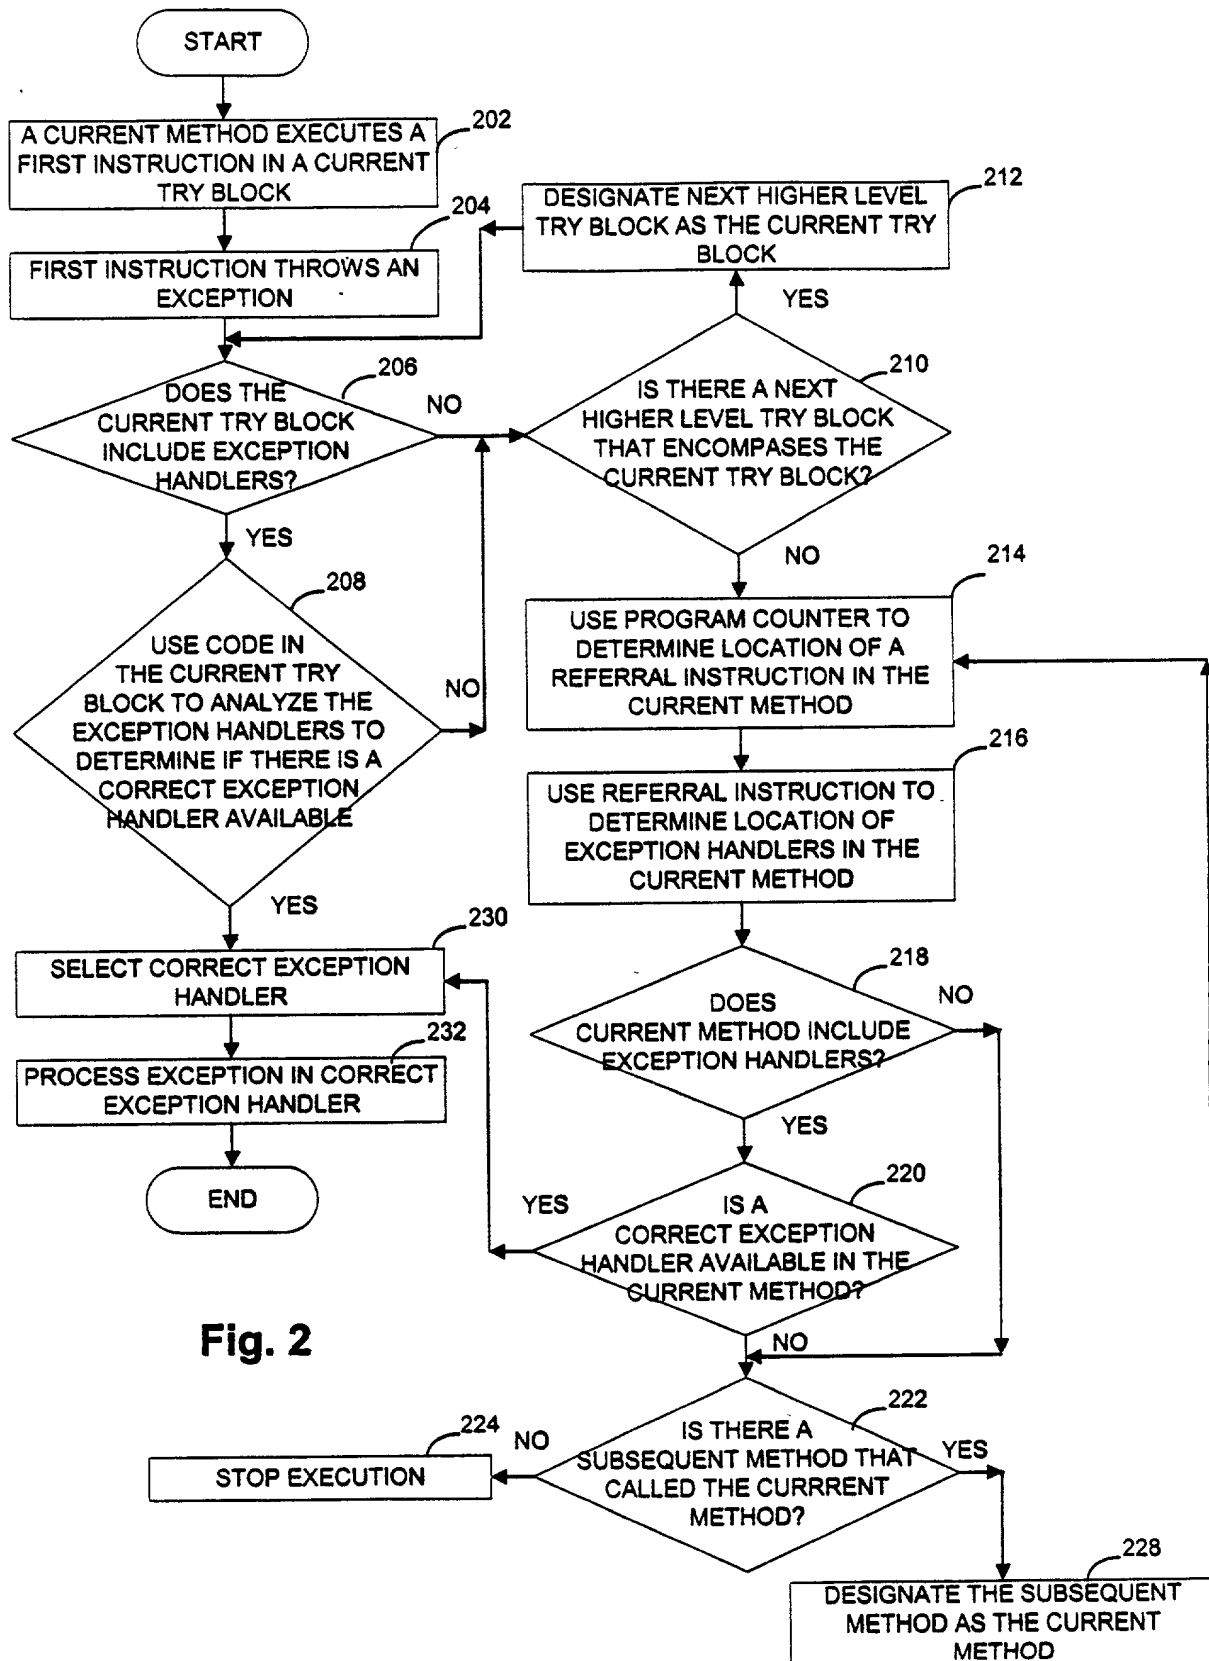 START
202
A CURRENT METHOD EXECUTES A
FIRST INSTRUCTION IN A CURRENT
TRY BLOCK
204
FIRST INSTRUCTION THROWS AN
EXCEPTION
206
DOES THE
CURRENT TRY BLOCK
INCLUDE EXCEPTION
HANDLERS?
NO
YES
208
USE CODE IN
THE CURRENT TRY
BLOCK TO ANALYZE THE
EXCEPTION HANDLERS TO
DETERMINE IF THERE IS A
CORRECT EXCEPTION
HANDLER AVAILABLE
NO
YES
230
SELECT CORRECT EXCEPTION
HANDLER
232
PROCESS EXCEPTION IN CORRECT
EXCEPTION HANDLER
END
212
DESIGNATE NEXT HIGHER LEVEL
TRY BLOCK AS THE CURRENT TRY
BLOCK
YES
210
IS THERE A NEXT
HIGHER LEVEL TRY BLOCK
THAT ENCOMPASES THE
CURRENT TRY BLOCK?
NO
214
USE PROGRAM COUNTER TO
DETERMINE LOCATION OF A
REFERRAL INSTRUCTION IN THE
CURRENT METHOD
216
USE REFERRAL INSTRUCTION TO
DETERMINE LOCATION OF
EXCEPTION HANDLERS IN THE
CURRENT METHOD
218
DOES
CURRENT METHOD INCLUDE
EXCEPTION HANDLERS?
NO
YES
220
IS A
CORRECT EXCEPTION
HANDLER AVAILABLE IN THE
CURRENT METHOD?
YES
NO
222
IS THERE A
SUBSEQUENT METHOD THAT
CALLED THE CURRRENT
METHOD?
NO
YES
224
STOP EXECUTION
228
DESIGNATE THE SUBSEQUENT
METHOD AS THE CURRENT
METHOD
Fig. 2